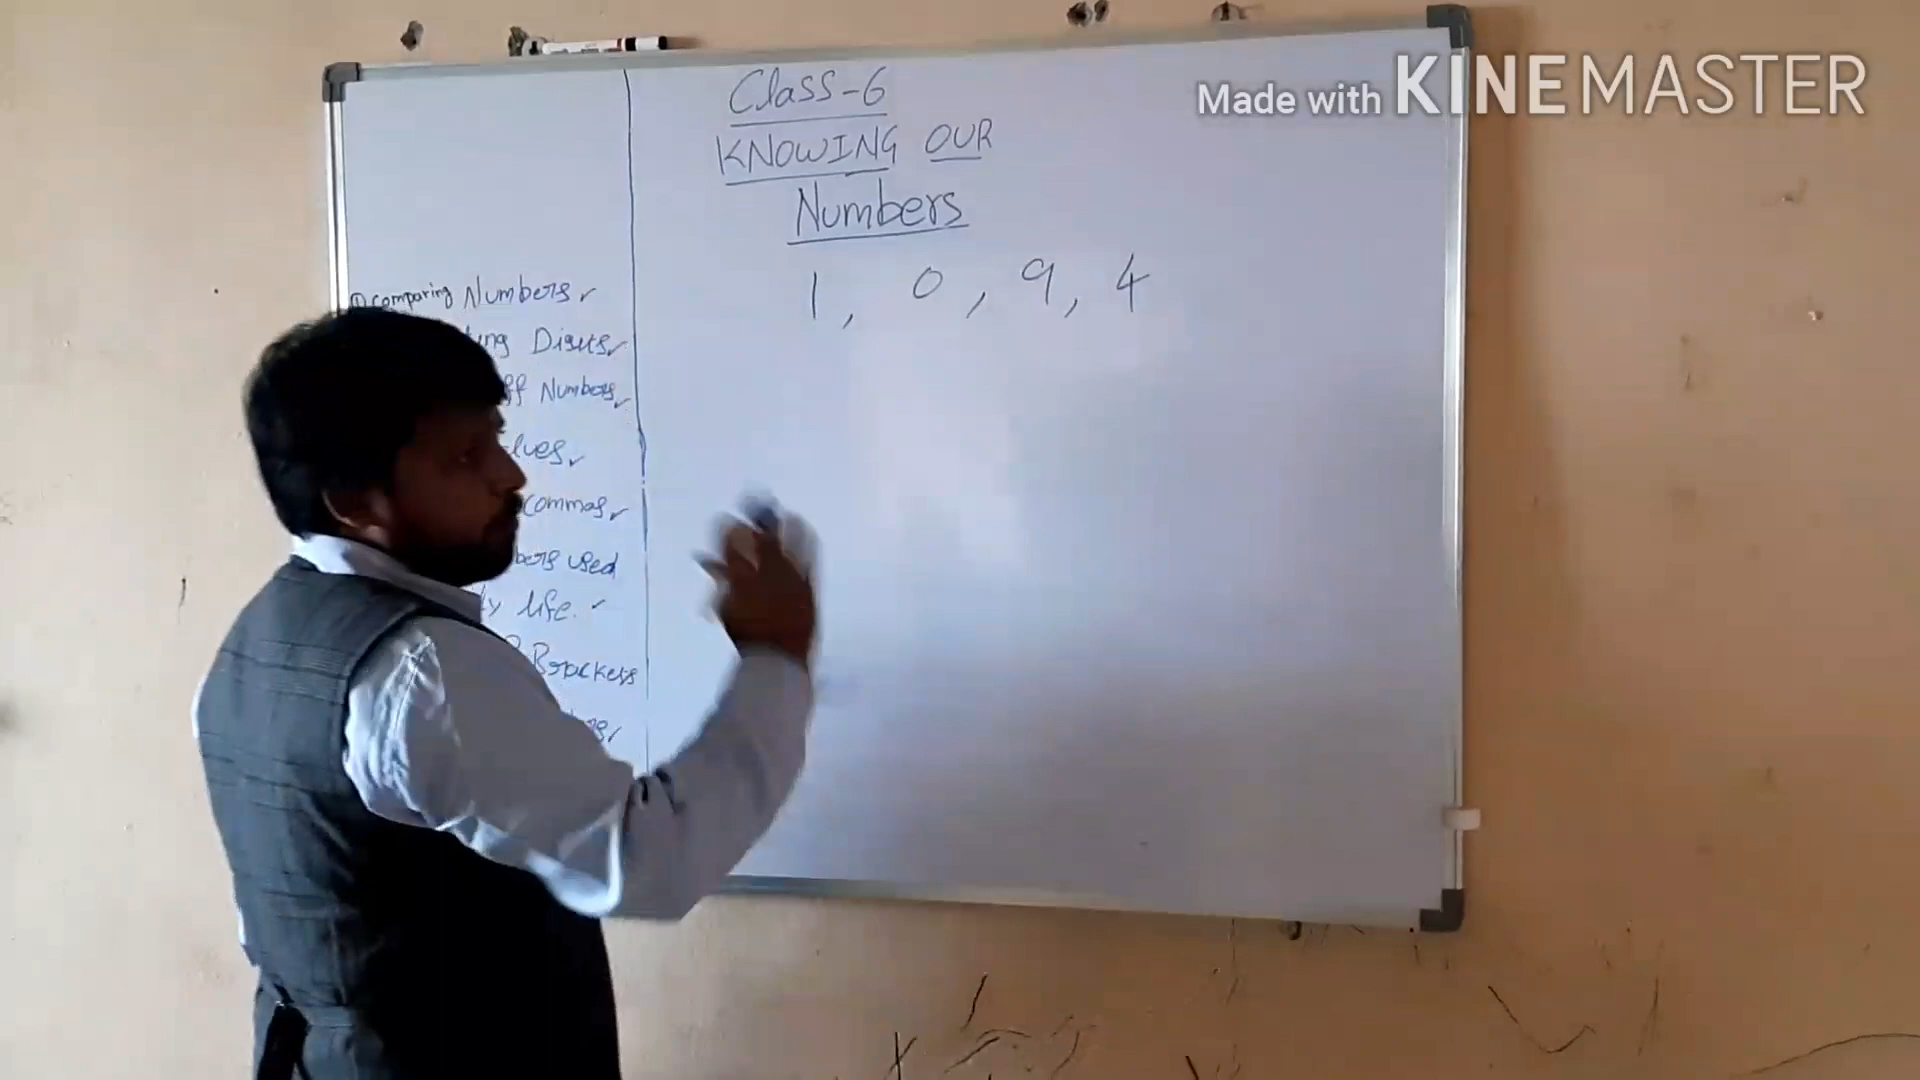 Made with KINEMASTER
Class-6
KNOWING OUR
Numbers
1, 0, 9, 4
① comparing Numbers ✓
Digits ✓
Numbers ✓
commas ✓
used
life. ✓
Brackets